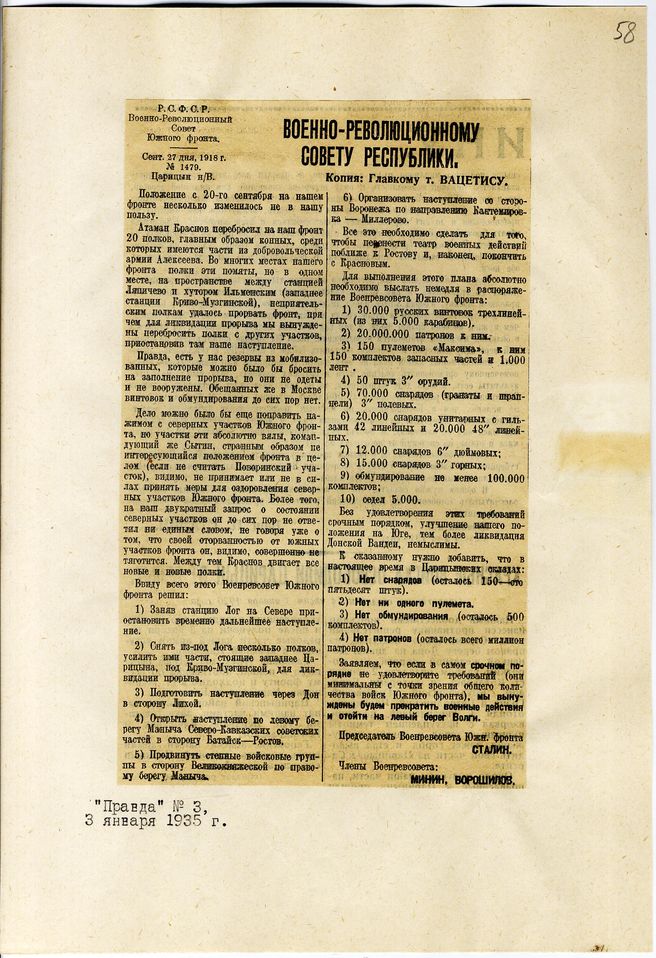 58
Р. С. Ф. С. Р.
Военно-Революционный
Совет
Южного фронта.
Сент. 27 дня, 1918 г.
№ 1479.
Царицын н/В.
ВОЕННО-РЕВОЛЮЦИОННОМУ
СОВЕТУ РЕСПУБЛИКИ.
Копия: Главкому т. ВАЦЕТИСУ.
Положение с 20-го сентября на нашем
фронте несколько изменилось не в нашу
пользу.
Атаман Краснов перебросил на наш фронт
20 полков, главным образом конных, среди
которых имеются части из добровольческой
армии Алексеева. Во многих местах нашего
фронта полки эти помяты, но в одном
месте, на пространстве между станцией
Ляпичево и хутором Ильменским (западнее
станции Криво-Музгинской), неприятель-
ским полкам удалось прорвать фронт, при
чем для ликвидации прорыва мы вынужде-
ны перебросить полки с других участков,
приостановив там наше наступление.
Правда, есть у нас резервы из мобилизо-
ванных, которые можно было бы бросить
на заполнение прорыва, но они не одеты
и не вооружены. Обещанных же в Москве
винтовок и обмундирования до сих пор нет.
Дело можно было бы еще поправить на-
жимом с северных участков Южного фрон-
та, но участки эти абсолютно вялы, коман-
дующий же Сытин, странным образом не
интересующийся положением фронта в це-
лом (если не считать Поворинский уча-
сток), видимо, не принимает или не в си-
лах принять меры для оздоровления север-
ных участков Южного фронта. Более того,
на наш двукратный запрос о состоянии
северных участков он до сих пор не отве-
тил ни единым словом, не говоря уже о
том, что своей оторванностью от южных
участков фронта он, видимо, совершенно не
тяготится. Между тем Краснов двигает все
новые и новые полки.
Ввиду всего этого Военревсовет Южного
фронта решил:
1) Заняв станцию Лог на Севере при-
остановить временно дальнейшее наступле-
ние.
2) Снять из-под Лога несколько полков,
усилить ими части, стоящие западнее Ца-
рицына, под Криво-Музгинской, для лик-
видации прорыва.
3) Подготовить наступление через Дон
в сторону Лихой.
4) Открыть наступление по левому бе-
регу Маныча Северо-Кавказских советских
частей в сторону Батайск—Ростов.
5) Продвинуть степные войсковые груп-
пы в сторону Великокняжеской по право-
му берегу Маныча.
6) Организовать наступление со сторо-
ны Воронежа по направлению Кантемиров-
ка — Миллерово.
Все это необходимо сделать для того,
чтобы перенести театр военных действий
поближе к Ростову и, наконец, покончить
с Красновым.
Для выполнения этого плана абсолютно
необходимо выслать немедля в распоряже-
ние Военревсовета Южного фронта:
1) 30.000 русских винтовок трехлиней-
ных (из них 5.000 карабинов).
2) 20.000.000 патронов к ним.
3) 150 пулеметов «Максима», к ним
150 комплектов запасных частей и 1.000
лент .
4) 50 штук 3″ орудий.
5) 70.000 снарядов (гранаты и шрап-
цели) 3″ полевых.
6) 20.000 снарядов унитарных с гиль-
зами 42 линейных и 20.000 48″ линей-
ных.
7) 12.000 снарядов 6″ дюймовых;
8) 15.000 снарядов 3″ горных;
9) обмундирование не менее 100.000
комплектов;
10) седел 5.000.
Без удовлетворения этих требований
срочным порядком, улучшение нашего по-
ложения на Юге, тем более ликвидация
Донской Вандеи, немыслимы.
К сказанному нужно добавить, что в
настоящее время в Царицынских складах:
1) Нет снарядов (осталось 150—сто
пятьдесят штук).
2) Нет ни одного пулемета.
3) Нет обмундирования (осталось 500
комплектов).
4) Нет патронов (осталось всего миллион
патронов).
Заявляем, что если в самом срочном по-
рядке не удовлетворите требований (они
минимальны с точки зрения общего коли-
чества войск Южного фронта), мы выну-
ждены будем прекратить военные действия
и отойти на левый берег Волги.
Председатель Военревсовета Южн. фронта
СТАЛИН.
Члены Военревсовета:
МИНИН, ВОРОШИЛОВ.
"Правда" № 3,
3 января 1935 г.